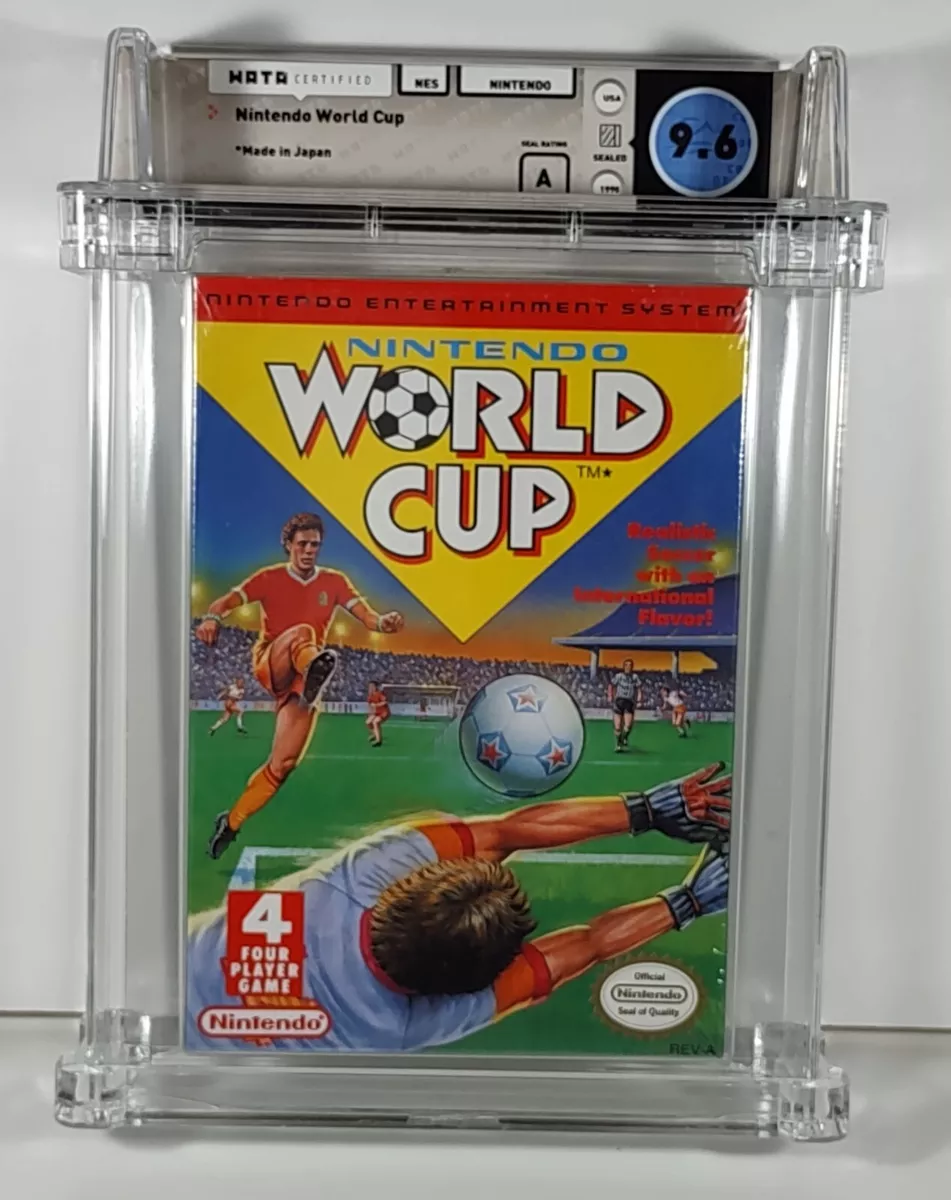 WATA CERTIFIED
NES
NINTENDO
Nintendo World Cup
*Made in Japan
SEAL RATING
A
USA
SEALED
1990
9.6
NINTENDO ENTERTAINMENT SYSTEM
NINTENDO
WORLD
CUP
TM*
Realistic
Soccer
with an
International
Flavor!
4
FOUR
PLAYER
GAME
Nintendo®
Official
Nintendo
Seal of Quality
REV-A